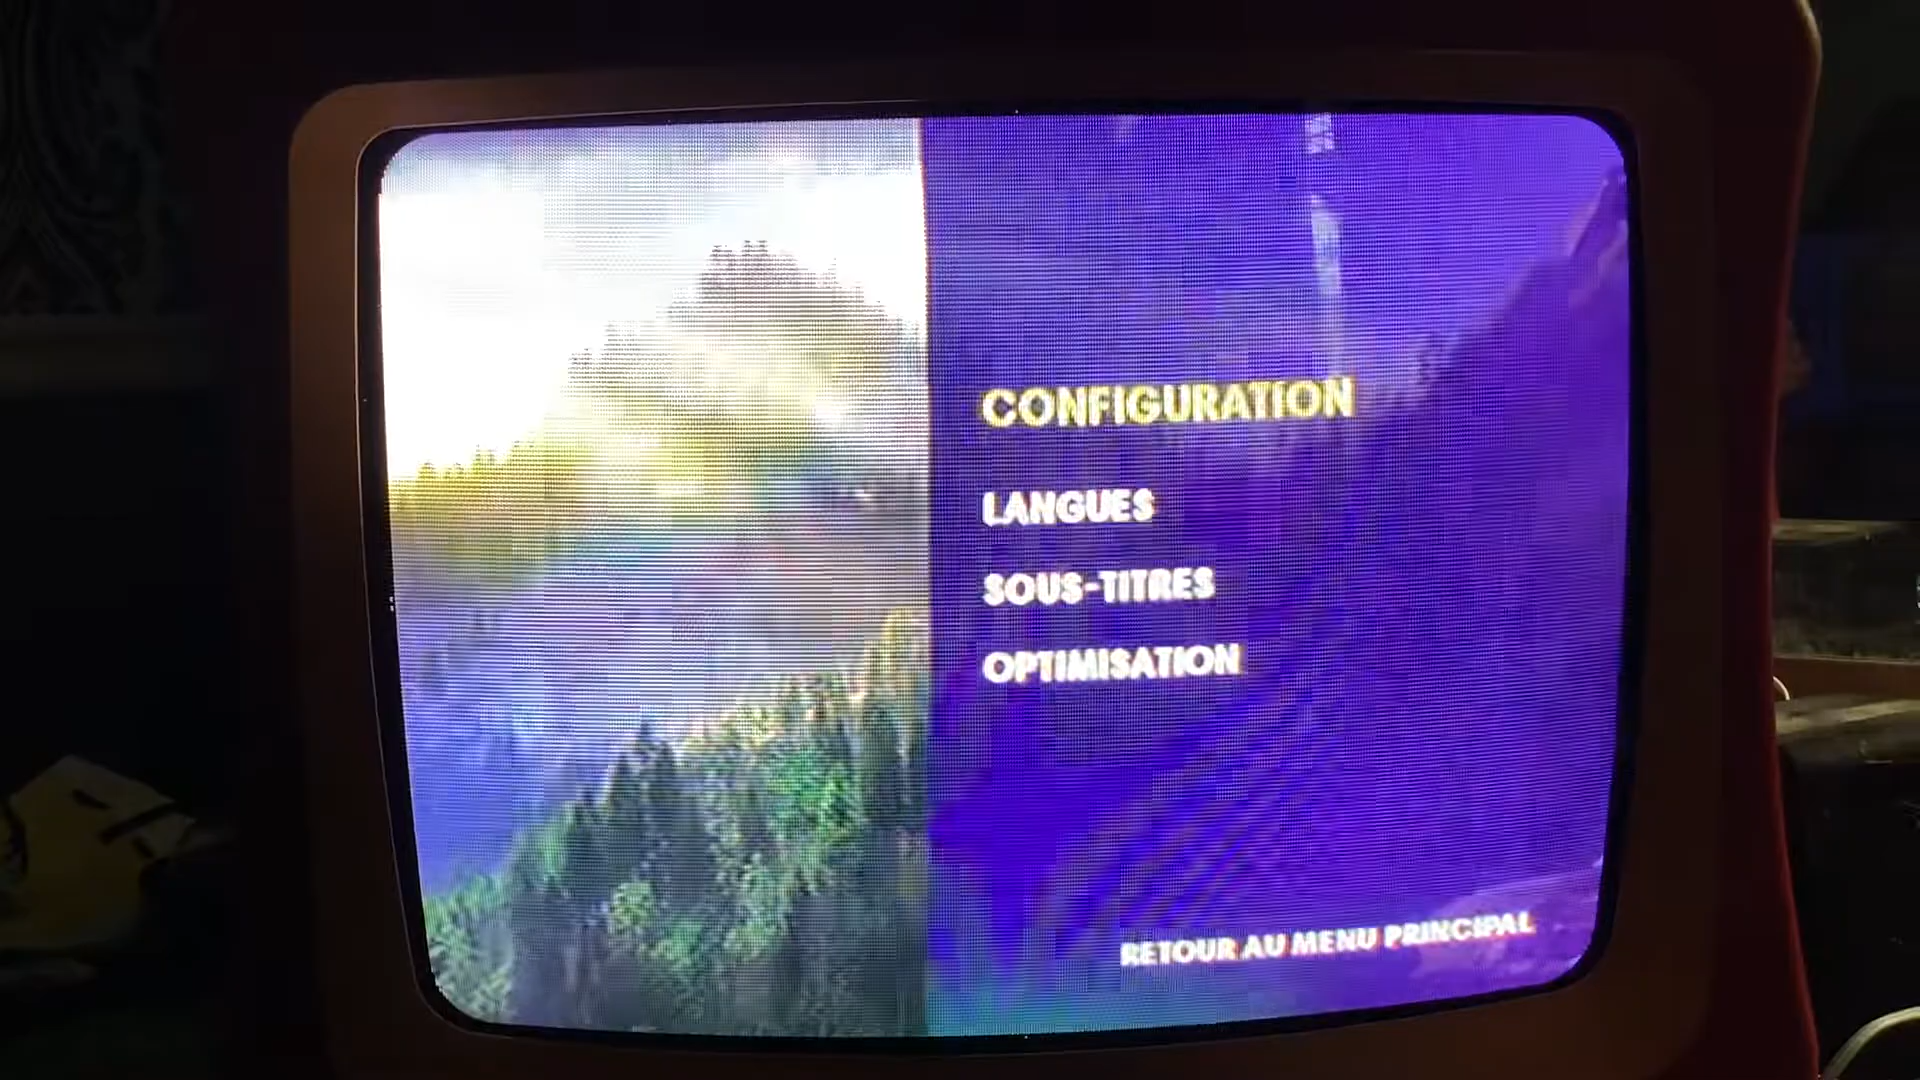 CONFIGURATION
LANGUES
SOUS-TITRES
OPTIMISATION
RETOUR AU MENU PRINCIPAL